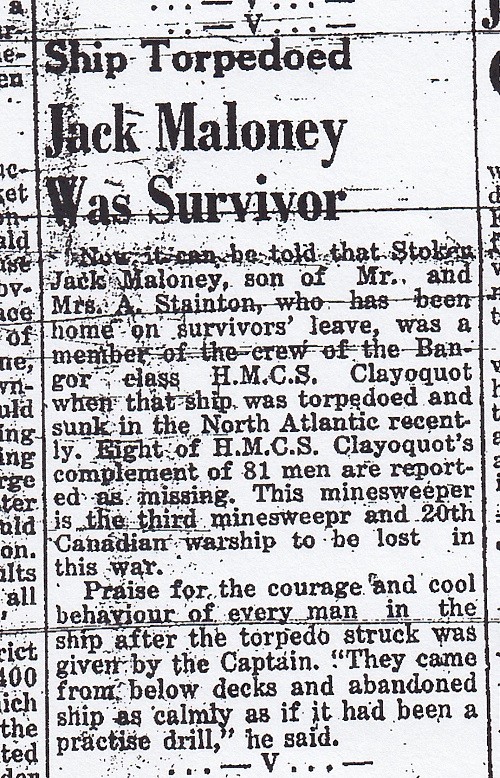 ...—V...—
Ship Torpedoed
Jack Maloney
Was Survivor
Now it can be told that Stoker
Jack Maloney, son of Mr. and
Mrs. A. Stainton, who has been
home on survivors' leave, was a
member of the crew of the Ban-
gor class H.M.C.S. Clayoquot
when that ship was torpedoed and
sunk in the North Atlantic recent-
ly. Eight of H.M.C.S. Clayoquot's
complement of 81 men are report-
ed as missing. This minesweeper
is the third minesweepr and 20th
Canadian warship to be lost in
this war.
Praise for the courage and cool
behaviour of every man in the
ship after the torpedo struck was
given by the Captain. "They came
from below decks and abandoned
ship as calmly as if it had been a
practise drill," he said.
...—V...—